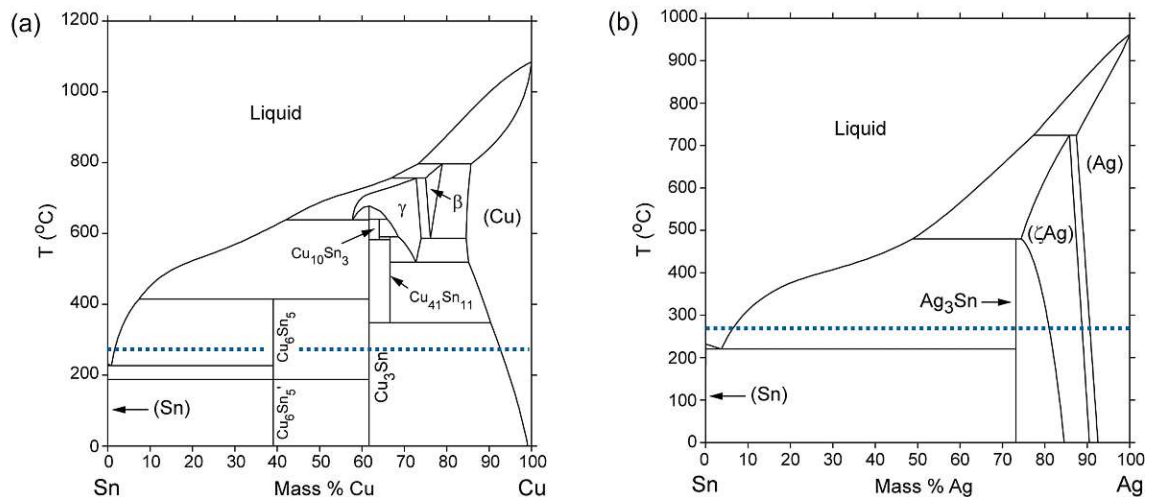 (a)
1200
1000
800
600
400
200
0
T (°C)
Liquid
γ
β
(Cu)
Cu10Sn3
Cu41Sn11
Cu6Sn5
Cu3Sn
(Sn)
Cu6Sn5'
0 10 20 30 40 50 60 70 80 90 100
Sn Mass % Cu Cu
(b)
1000
900
800
700
600
500
400
300
200
100
0
T (°C)
Liquid
(Ag)
(ζAg)
Ag3Sn
(Sn)
0 10 20 30 40 50 60 70 80 90 100
Sn Mass % Ag Ag